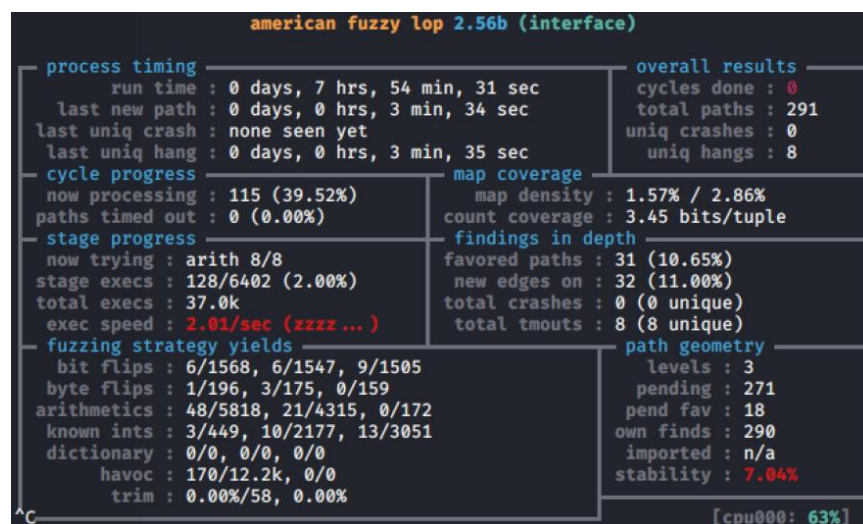 american fuzzy lop 2.56b (interface)
process timing overall results
run time : 0 days, 7 hrs, 54 min, 31 sec cycles done : 0
last new path : 0 days, 0 hrs, 3 min, 34 sec total paths : 291
last uniq crash : none seen yet uniq crashes : 0
last uniq hang : 0 days, 0 hrs, 3 min, 35 sec uniq hangs : 8
cycle progress map coverage
now processing : 115 (39.52%) map density : 1.57% / 2.86%
paths timed out : 0 (0.00%) count coverage : 3.45 bits/tuple
stage progress findings in depth
now trying : arith 8/8 favored paths : 31 (10.65%)
stage execs : 128/6402 (2.00%) new edges on : 32 (11.00%)
total execs : 37.0k total crashes : 0 (0 unique)
exec speed : 2.01/sec (zzzz...) total tmouts : 8 (8 unique)
fuzzing strategy yields path geometry
bit flips : 6/1568, 6/1547, 9/1505 levels : 3
byte flips : 1/196, 3/175, 0/159 pending : 271
arithmetics : 48/5818, 21/4315, 0/172 pend fav : 18
known ints : 3/449, 10/2177, 13/3051 own finds : 290
dictionary : 0/0, 0/0, 0/0 imported : n/a
havoc : 170/12.2k, 0/0 stability : 7.04%
trim : 0.00%/58, 0.00%
^C [cpu000: 63%]